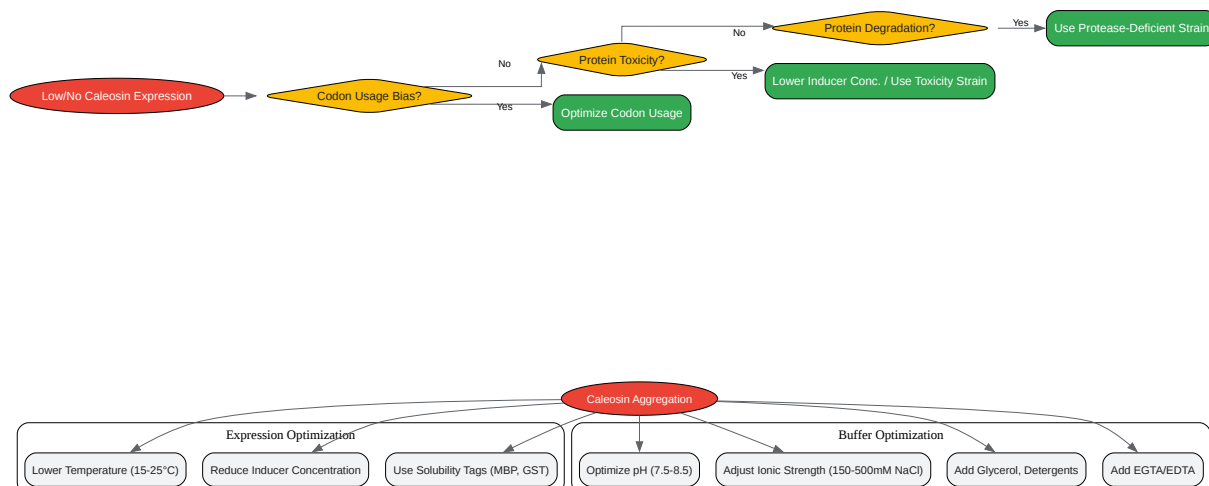 Protein Degradation?
Yes
Use Protease-Deficient Strain
No
Protein Toxicity?
No
Yes
Lower Inducer Conc. / Use Toxicity Strain
Low/No Caleosin Expression
Codon Usage Bias?
Yes
Optimize Codon Usage
Caleosin Aggregation
Expression Optimization
Buffer Optimization
Lower Temperature (15-25°C)
Reduce Inducer Concentration
Use Solubility Tags (MBP, GST)
Optimize pH (7.5-8.5)
Adjust Ionic Strength (150-500mM NaCl)
Add Glycerol, Detergents
Add EGTA/EDTA